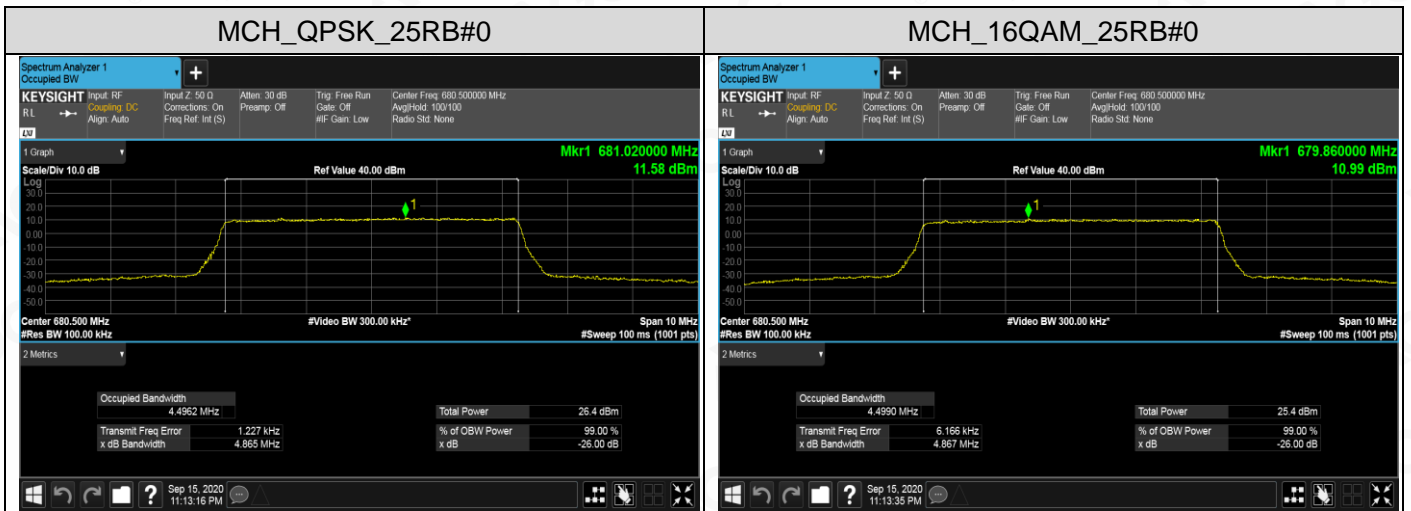 MCH_QPSK_25RB#0
Spectrum Analyzer 1
Occupied BW
KEYSIGHT
RL
LXI
Input: RF
Coupling: DC
Align: Auto
Input Z: 50 Ω
Corrections: On
Freq Ref: Int (S)
Atten: 30 dB
Preamp: Off
Trig: Free Run
Gate: Off
#IF Gain: Low
Center Freq: 680.500000 MHz
Avg|Hold: 100/100
Radio Std: None
1 Graph
Mkr1 681.020000 MHz
Scale/Div 10.0 dB
Ref Value 40.00 dBm
11.58 dBm
Log
30.0
20.0
10.0
0.00
-10.0
-20.0
-30.0
-40.0
-50.0
1
Center 680.500 MHz
#Video BW 300.00 kHz*
Span 10 MHz
#Res BW 100.00 kHz
#Sweep 100 ms (1001 pts)
2 Metrics
Occupied Bandwidth
4.4962 MHz
Total Power 26.4 dBm
Transmit Freq Error 1.227 kHz
% of OBW Power 99.00 %
x dB Bandwidth 4.865 MHz
x dB -26.00 dB
?
Sep 15, 2020
11:13:16 PM
MCH_16QAM_25RB#0
Spectrum Analyzer 1
Occupied BW
KEYSIGHT
RL
LXI
Input: RF
Coupling: DC
Align: Auto
Input Z: 50 Ω
Corrections: On
Freq Ref: Int (S)
Atten: 30 dB
Preamp: Off
Trig: Free Run
Gate: Off
#IF Gain: Low
Center Freq: 680.500000 MHz
Avg|Hold: 100/100
Radio Std: None
1 Graph
Mkr1 679.860000 MHz
Scale/Div 10.0 dB
Ref Value 40.00 dBm
10.99 dBm
Log
30.0
20.0
10.0
0.00
-10.0
-20.0
-30.0
-40.0
-50.0
1
Center 680.500 MHz
#Video BW 300.00 kHz*
Span 10 MHz
#Res BW 100.00 kHz
#Sweep 100 ms (1001 pts)
2 Metrics
Occupied Bandwidth
4.4990 MHz
Total Power 25.4 dBm
Transmit Freq Error 6.166 kHz
% of OBW Power 99.00 %
x dB Bandwidth 4.867 MHz
x dB -26.00 dB
?
Sep 15, 2020
11:13:35 PM